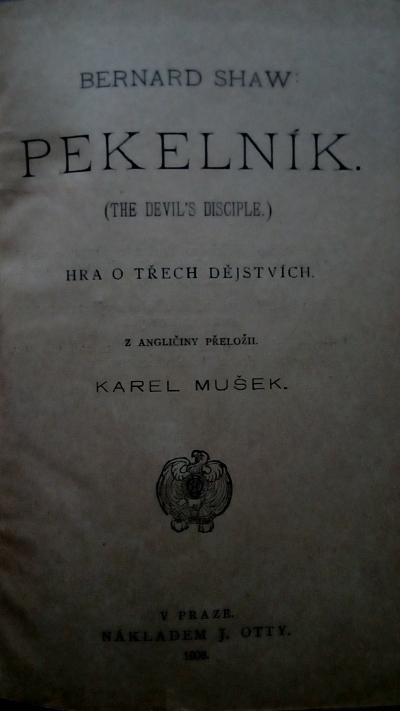 BERNARD SHAW:
PEKELNÍK.
(THE DEVIL'S DISCIPLE.)
HRA O TŘECH DĚJSTVÍCH.
Z ANGLIČINY PŘELOŽIL
KAREL MUŠEK.
V PRAZE.
NÁKLADEM J. OTTY.